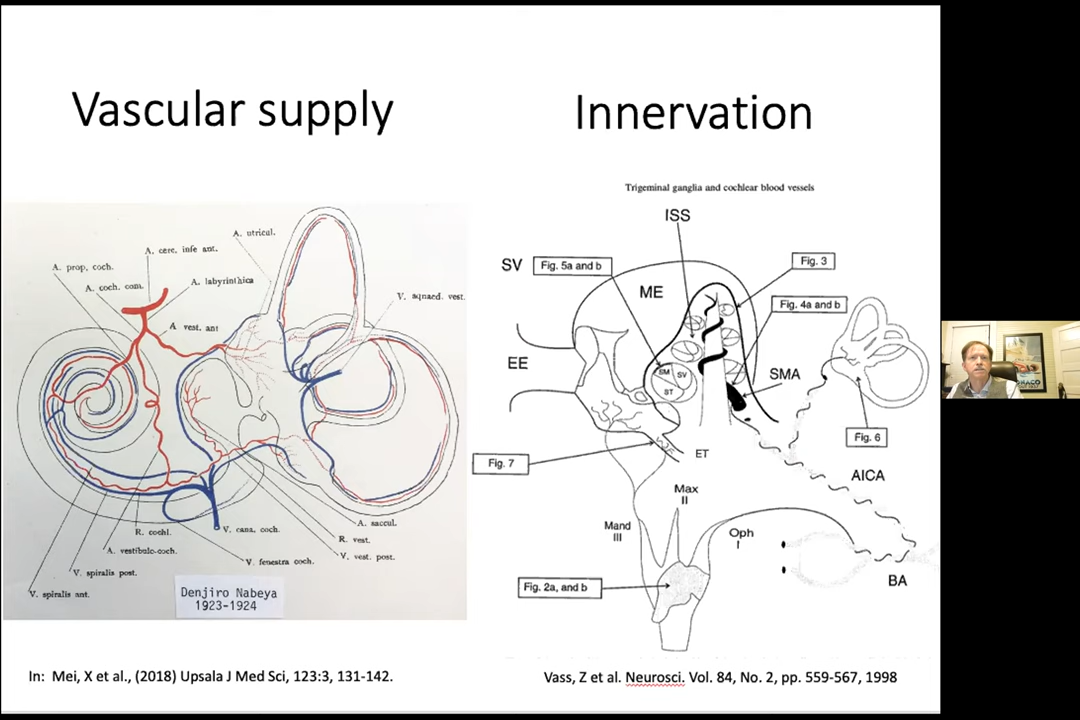 Vascular supply
Innervation
A. utricul.
A. cere. infe ant.
A. prop. coch.
A. labyrinthica
A. coch. com.
V. aquaed. vest.
A vest. ant
R. cochl.
V. cana. coch.
A. saccul.
A. vestibulo-coch.
R. vest.
V. vest. post.
V. fenestra coch.
V. spiralis post.
V. spiralis ant.
Denjiro Nabeya
1923-1924
In: Mei, X et al., (2018) Upsala J Med Sci, 123:3, 131-142.
Trigeminal ganglia and cochlear blood vessels
ISS
SV
Fig. 5a and b
Fig. 3
ME
Fig. 4a and b
EE
SM
SV
ST
SMA
Fig. 6
ET
Fig. 7
AICA
Max
II
Mand
III
Oph
I
BA
Fig. 2a, and b
Vass, Z et al. Neurosci. Vol. 84, No. 2, pp. 559-567, 1998